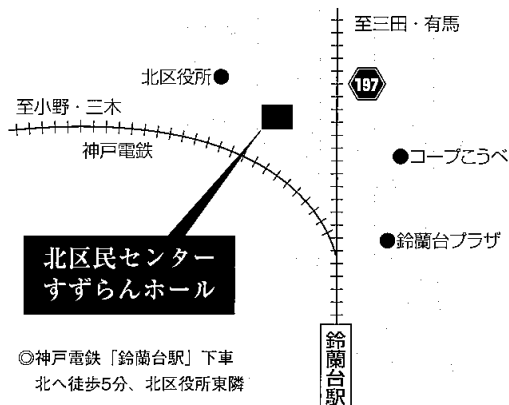 至三田・有馬
北区役所
197
至小野・三木
神戸電鉄
コープこうべ
鈴蘭台プラザ
北区民センター
すずらんホール
鈴蘭台駅
◎神戸電鉄「鈴蘭台駅」下車
北へ徒歩5分、北区役所東隣